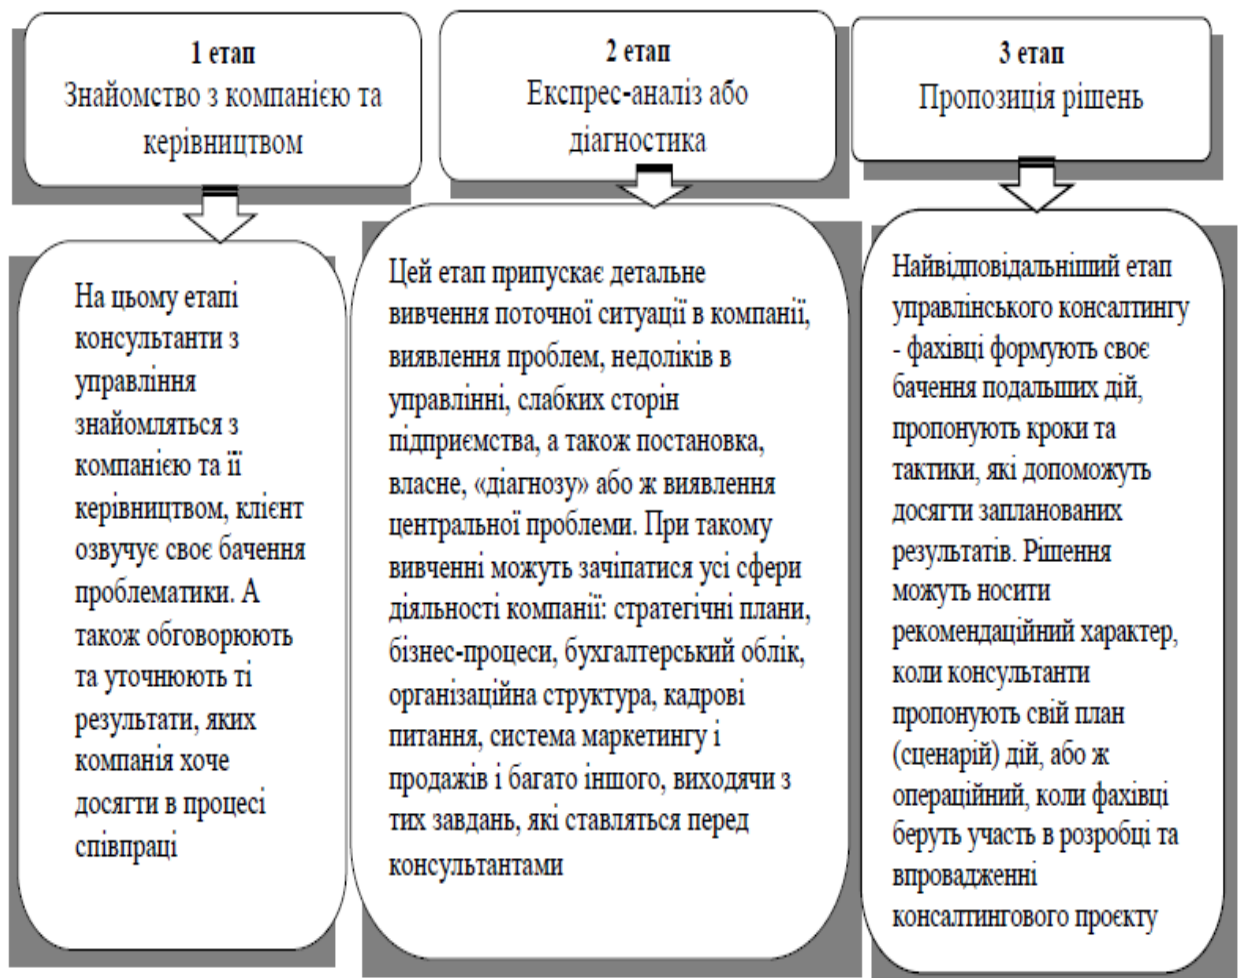 1 етап
Знайомство з компанією та
керівництвом
На цьому етапі
консультанти з
управління
знайомляться з
компанією та її
керівництвом, клієнт
озвучує своє бачення
проблематики. А
також обговорюють
та уточнюють ті
результати, яких
компанія хоче
досягти в процесі
співпраці
2 етап
Експрес-аналіз або
діагностика
Цей етап припускає детальне
вивчення поточної ситуації в компанії,
виявлення проблем, недоліків в
управлінні, слабких сторін
підприємства, а також постановка,
власне, «діагнозу» або ж виявлення
центральної проблеми. При такому
вивченні можуть зачіпатися усі сфери
діяльності компанії: стратегічні плани,
бізнес-процеси, бухгалтерський облік,
організаційна структура, кадрові
питання, система маркетингу і
продажів і багато іншого, виходячи з
тих завдань, які ставляться перед
консультантами
3 етап
Пропозиція рішень
Найвідповідальніший етап
управлінського консалтингу
- фахівці формують своє
бачення подальших дій,
пропонують кроки та
тактики, які допоможуть
досягти запланованих
результатів. Рішення
можуть носити
рекомендаційний характер,
коли консультанти
пропонують свій план
(сценарій) дій, або ж
операційний, коли фахівці
беруть участь в розробці та
впровадженні
консалтингового проєкту